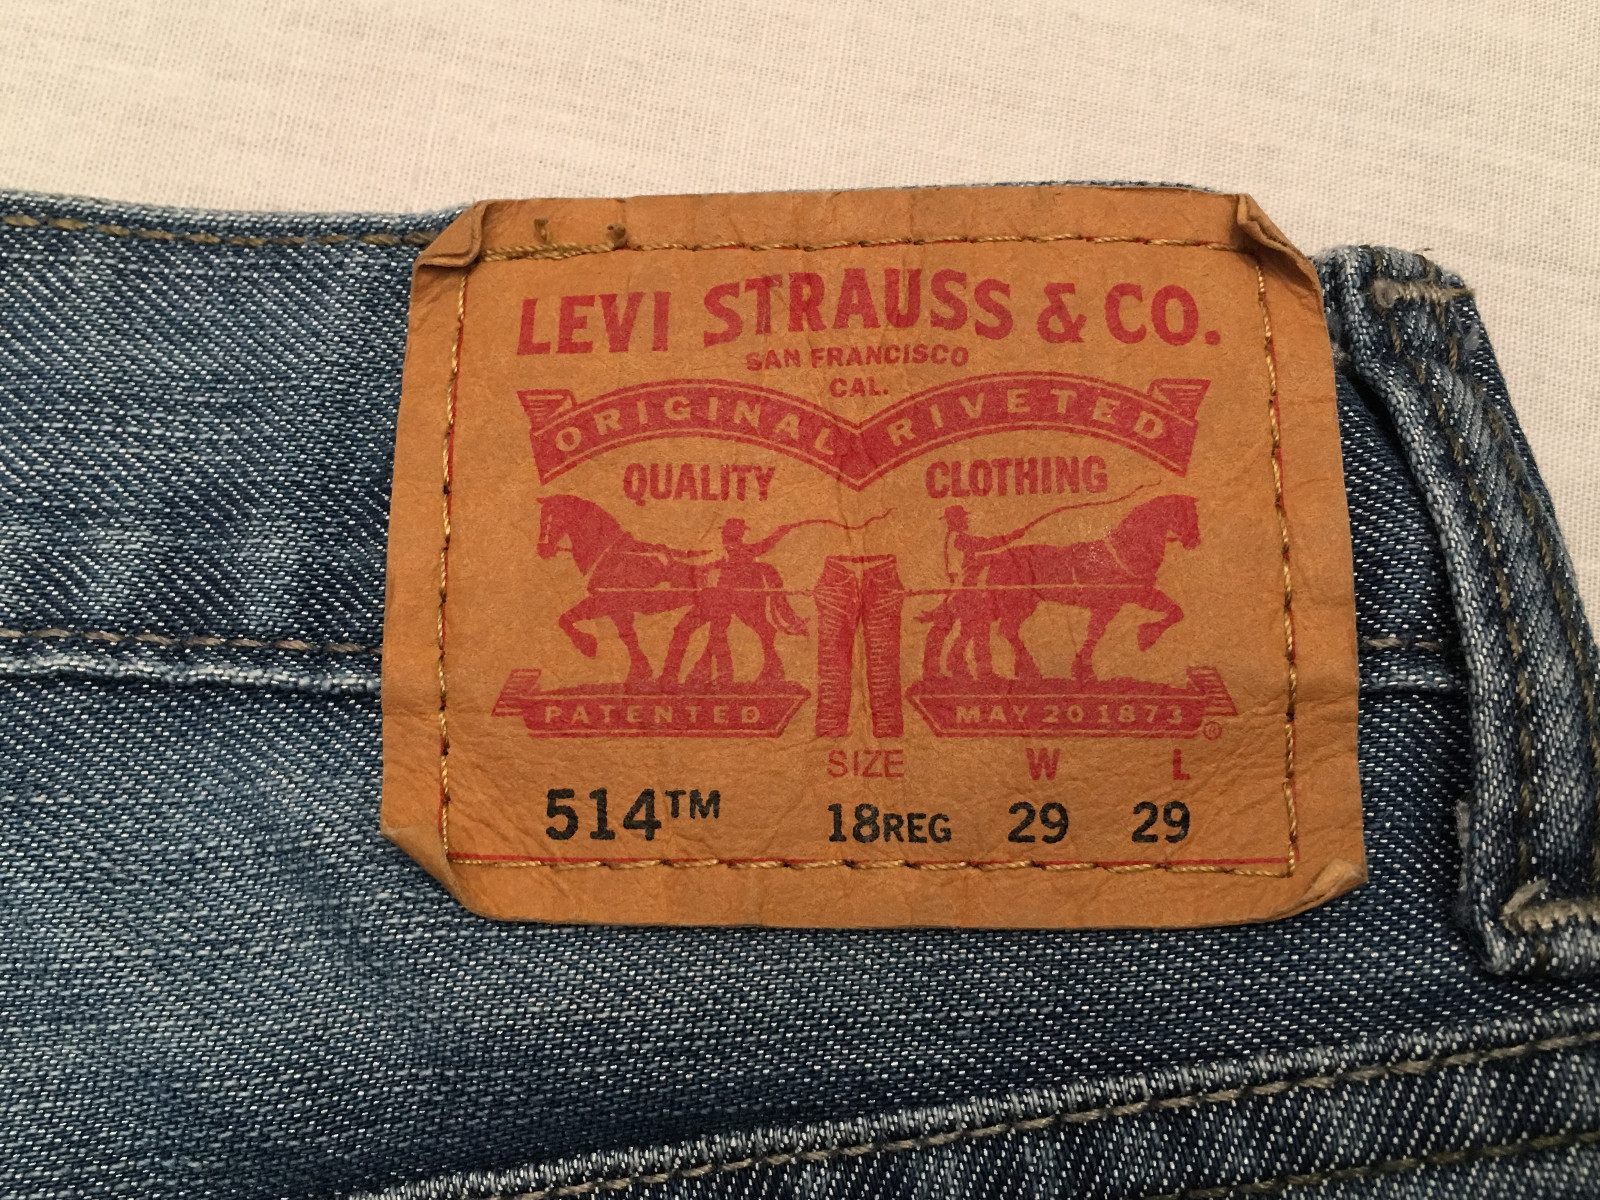 LEVI STRAUSS & CO.
SAN FRANCISCO
CAL.
ORIGINAL RIVETED
QUALITY CLOTHING
PATENTED MAY 20 1873 ®
SIZE W L
514™ 18REG 29 29